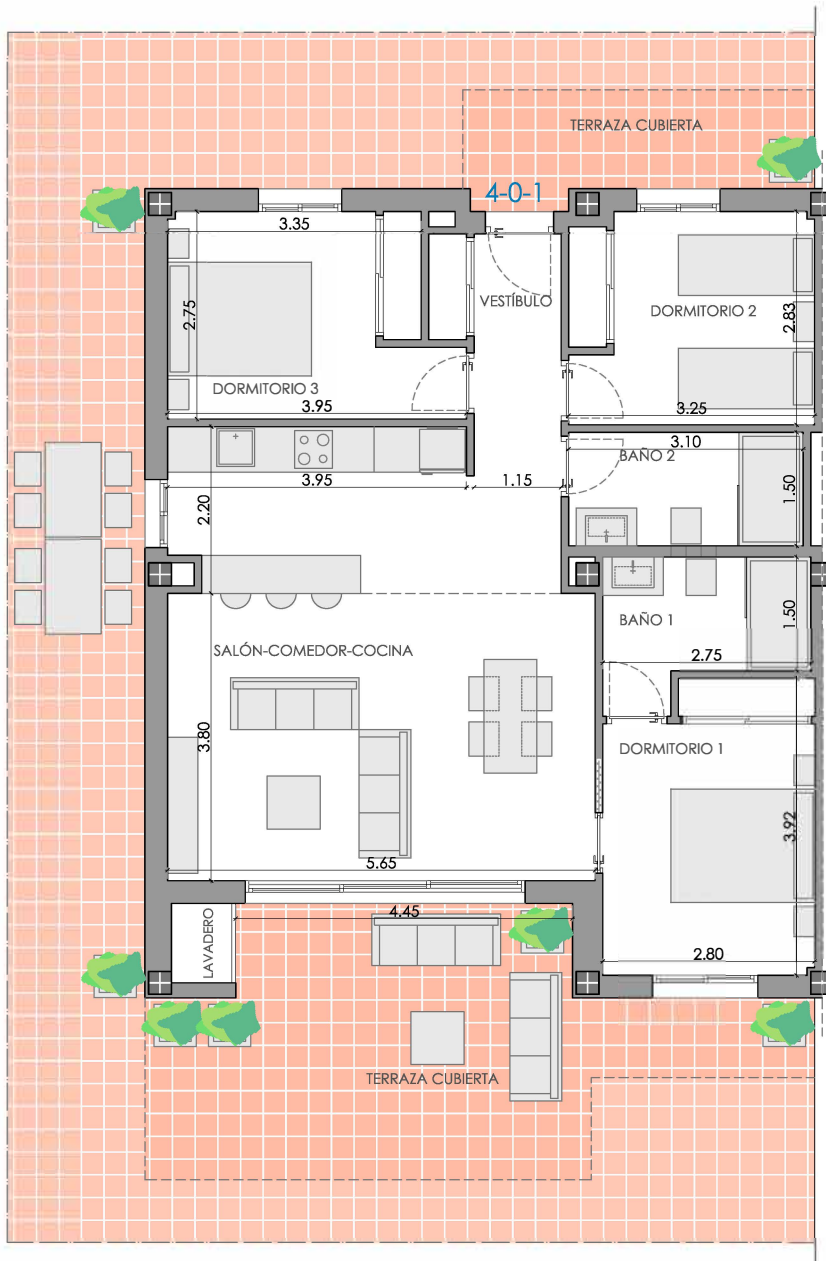 TERRAZA CUBIERTA
4-0-1
3.35
VESTÍBULO
2.75
DORMITORIO 2
2.83
DORMITORIO 3
3.95
3.25
3.10
BAÑO 2
3.95
1.15
1.50
2.20
BAÑO 1
1.50
SALÓN-COMEDOR-COCINA
2.75
3.80
DORMITORIO 1
3.92
5.65
4.45
LAVADERO
2.80
TERRAZA CUBIERTA